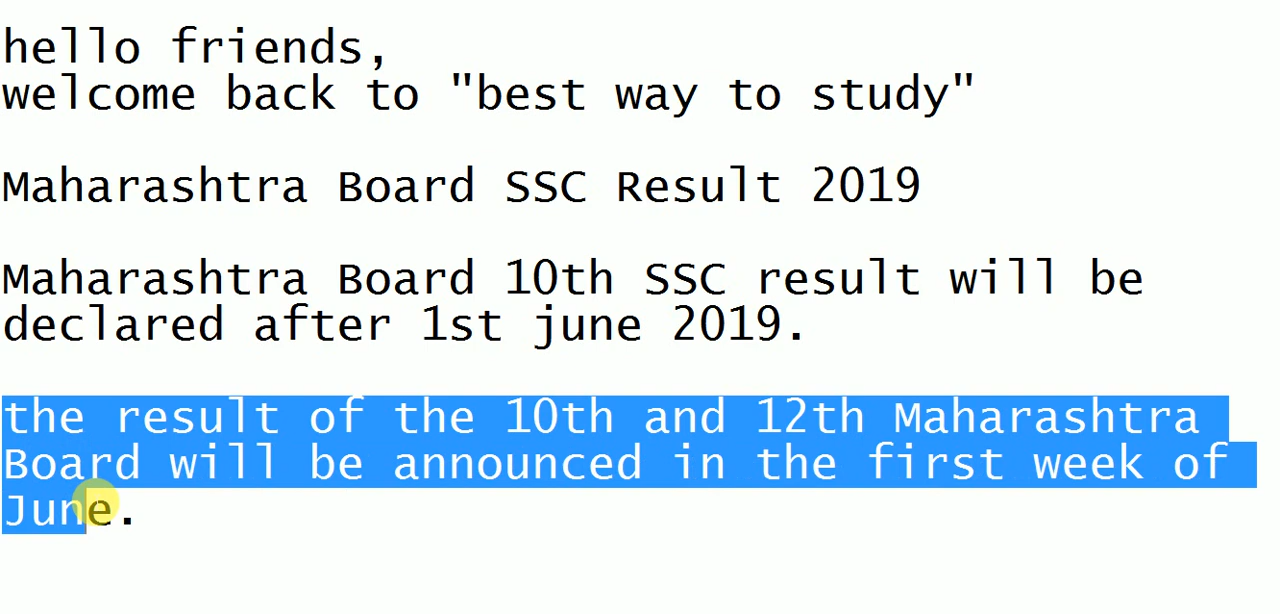 hello friends,
welcome back to "best way to study"
Maharashtra Board SSC Result 2019
Maharashtra Board 10th SSC result will be
declared after 1st june 2019.
the result of the 10th and 12th Maharashtra
Board will be announced in the first week of
June.